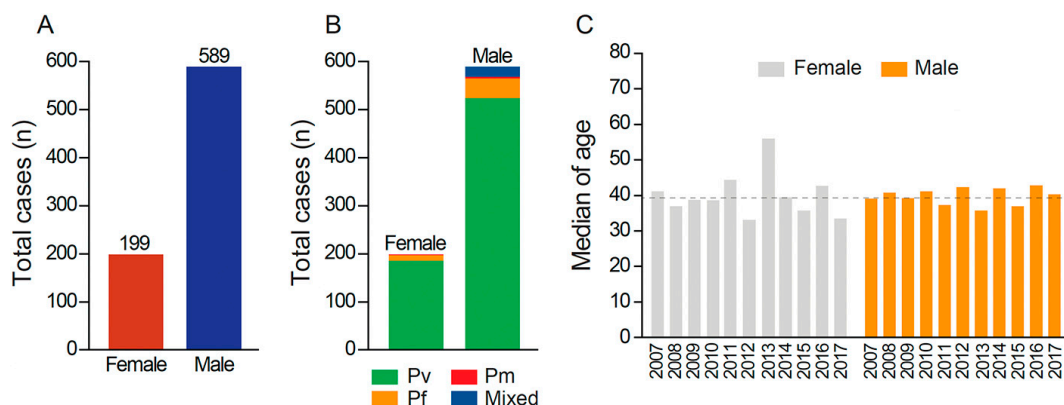 A
Total cases (n)
600
500
400
300
200
100
0
199
589
Female
Male
B
Total cases (n)
600
500
400
300
200
100
0
Female
Male
Pv
Pm
Pf
Mixed
C
Median of age
80
70
60
50
40
30
20
10
0
Female
Male
2007
2008
2009
2010
2011
2012
2013
2014
2015
2016
2017
2007
2008
2009
2010
2011
2012
2013
2014
2015
2016
2017